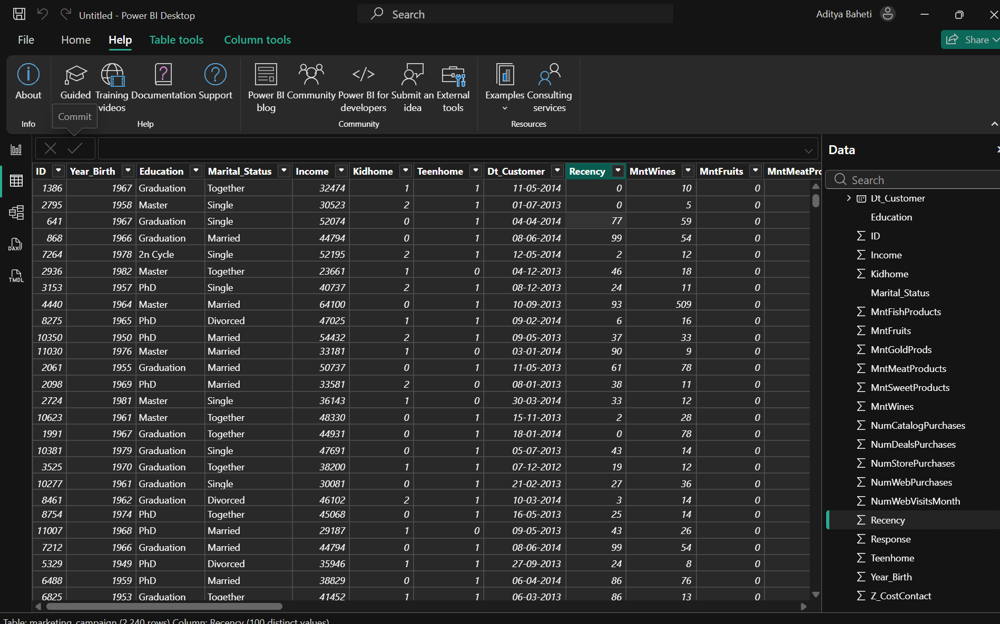 Untitled - Power BI Desktop
Search
Aditya Baheti
File Home Help Table tools Column tools
Share
About
Guided Training Documentation Support
videos
Power BI Community Power BI for Submit an External
blog developers idea tools
Examples Consulting
services
Commit
Info Help Community Resources
Data
Search
DAX
TMDL
ID Year_Birth Education Marital_Status Income Kidhome Teenhome Dt_Customer Recency MntWines MntFruits MntMeatPro
1386 1967 Graduation Together 32474 1 1 11-05-2014 0 10 0
2795 1958 Master Single 30523 2 1 01-07-2013 0 5 0
641 1967 Graduation Single 52074 0 1 04-04-2014 77 59 0
868 1966 Graduation Married 44794 0 1 08-06-2014 99 54 0
7264 1978 2n Cycle Single 52195 2 1 12-05-2014 2 12 0
2936 1982 Master Together 23661 1 0 04-12-2013 46 18 0
3153 1957 PhD Single 40737 2 1 08-12-2013 24 11 0
4440 1964 Master Married 64100 0 1 10-09-2013 93 509 0
8275 1965 PhD Divorced 47025 1 1 09-02-2014 6 16 0
10350 1950 PhD Married 54432 2 1 09-05-2013 37 33 0
11030 1976 Master Married 33181 1 0 03-01-2014 90 9 0
2061 1955 Graduation Married 50737 0 1 11-05-2013 61 78 0
2098 1969 PhD Married 33581 2 0 08-01-2013 38 11 0
2724 1981 Master Single 36143 1 0 30-03-2014 33 12 0
10623 1961 Master Together 48330 0 1 15-11-2013 2 28 0
1991 1967 Graduation Together 44931 0 1 18-01-2014 0 78 0
10381 1979 Graduation Single 47691 0 1 05-07-2013 43 14 0
3525 1970 Graduation Together 38200 1 1 07-12-2012 19 12 0
10277 1961 Graduation Single 30081 0 1 21-02-2013 27 36 0
8461 1962 Graduation Divorced 46102 2 1 10-03-2014 3 14 0
8754 1974 PhD Together 45068 0 1 16-05-2013 25 14 0
11007 1968 PhD Married 29187 1 0 09-05-2013 43 26 0
7212 1966 Graduation Married 44794 0 1 08-06-2014 99 54 0
5329 1949 PhD Divorced 35946 1 1 27-09-2013 24 8 0
6488 1959 PhD Married 38829 0 1 06-04-2014 86 76 0
6825 1953 Graduation Together 41452 1 1 06-03-2013 86 13 0
Dt_Customer
Education
ID
Income
Kidhome
Marital_Status
MntFishProducts
MntFruits
MntGoldProds
MntMeatProducts
MntSweetProducts
MntWines
NumCatalogPurchases
NumDealsPurchases
NumStorePurchases
NumWebPurchases
NumWebVisitsMonth
Recency
Response
Teenhome
Year_Birth
Z_CostContact
Table: marketing_campaign (2,240 rows) Column: Recency (100 distinct values)